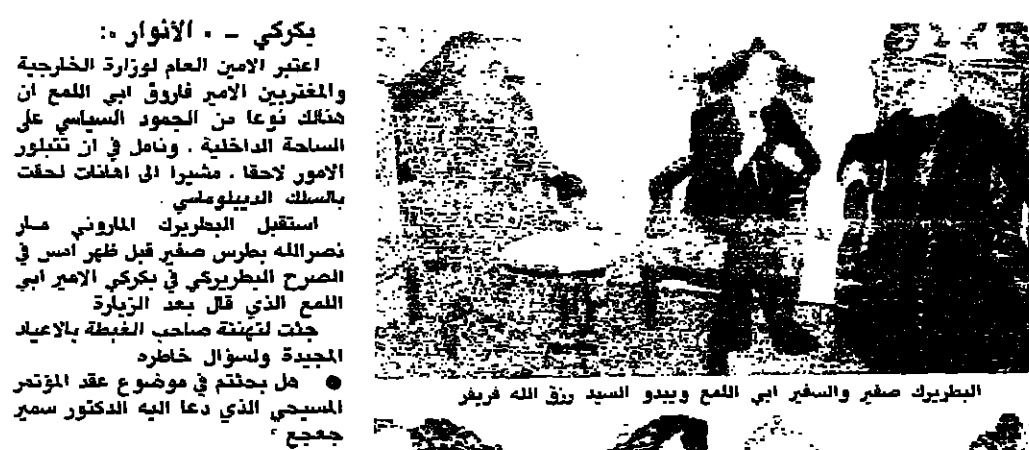 بكركي - « الأنوار »:
اعتبر الامين العام لوزارة الخارجية
والمغتربين الامير فاروق ابي اللمع ان
هنالك نوعا من الجمود السياسي على
الساحة الداخلية . ونامل في ان تتبلور
الامور لاحقا ، مشيرا الى اهانات لحقت
بالسلك الديبلوماسي .
استقبل البطريرك الماروني مار
نصرالله بطرس صفير قبل ظهر امس في
الصرح البطريركي في بكركي الامير ابي
اللمع الذي قال بعد الزيارة
جئت لتهنئة صاحب الغبطة بالاعياد
المجيدة ولسؤال خاطره
● هل بحثتم في موضوع عقد المؤتمر
المسيحي الذي دعا اليه الدكتور سمير
جعجع ؟
البطريرك صفير والسفير ابي اللمع ويبدو السيد رزق الله فريفر